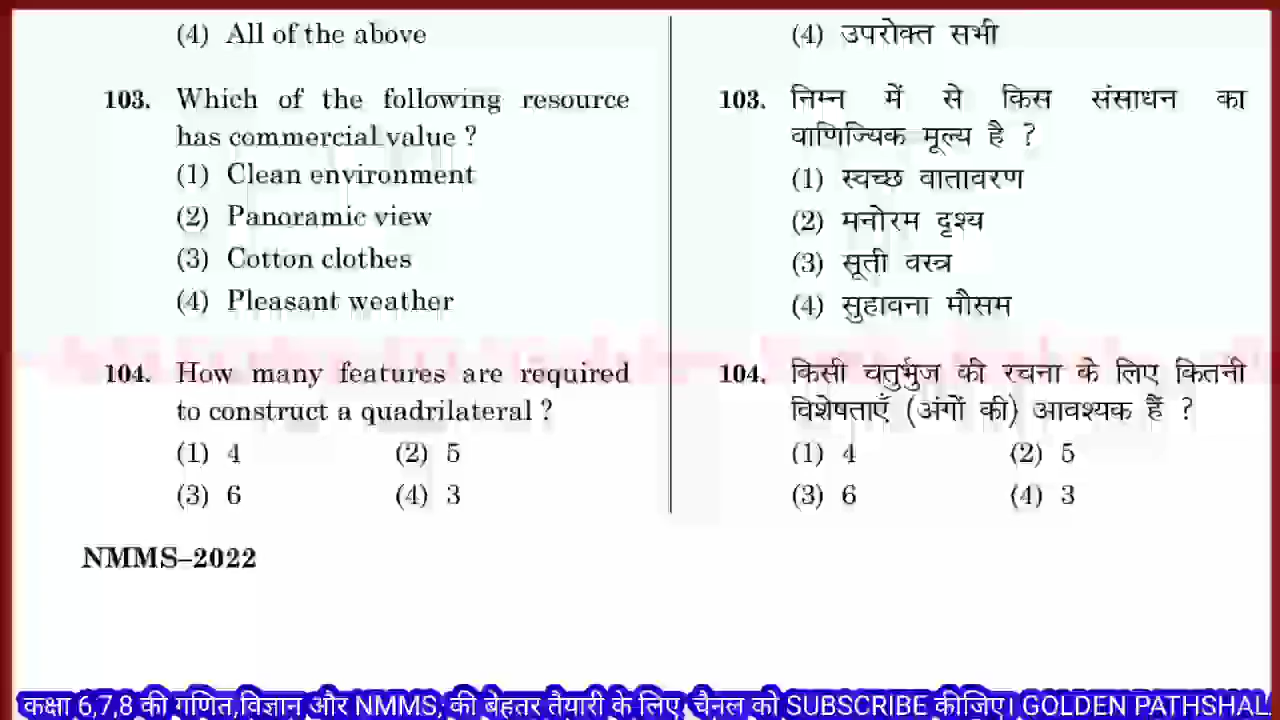 (4) All of the above
103. Which of the following resource
has commercial value ?
(1) Clean environment
(2) Panoramic view
(3) Cotton clothes
(4) Pleasant weather
104. How many features are required
to construct a quadrilateral ?
(1) 4 (2) 5
(3) 6 (4) 3
NMMS–2022
(4) उपरोक्त सभी
103. निम्न में से किस संसाधन का
वाणिज्यिक मूल्य है ?
(1) स्वच्छ वातावरण
(2) मनोरम दृश्य
(3) सूती वस्त्र
(4) सुहावना मौसम
104. किसी चतुर्भुज की रचना के लिए कितनी
विशेषताएँ (अंगों की) आवश्यक हैं ?
(1) 4 (2) 5
(3) 6 (4) 3
कक्षा 6,7,8 की गणित,विज्ञान और NMMS, की बेहतर तैयारी के लिए चैनल को SUBSCRIBE कीजिए। GOLDEN PATHSHAL